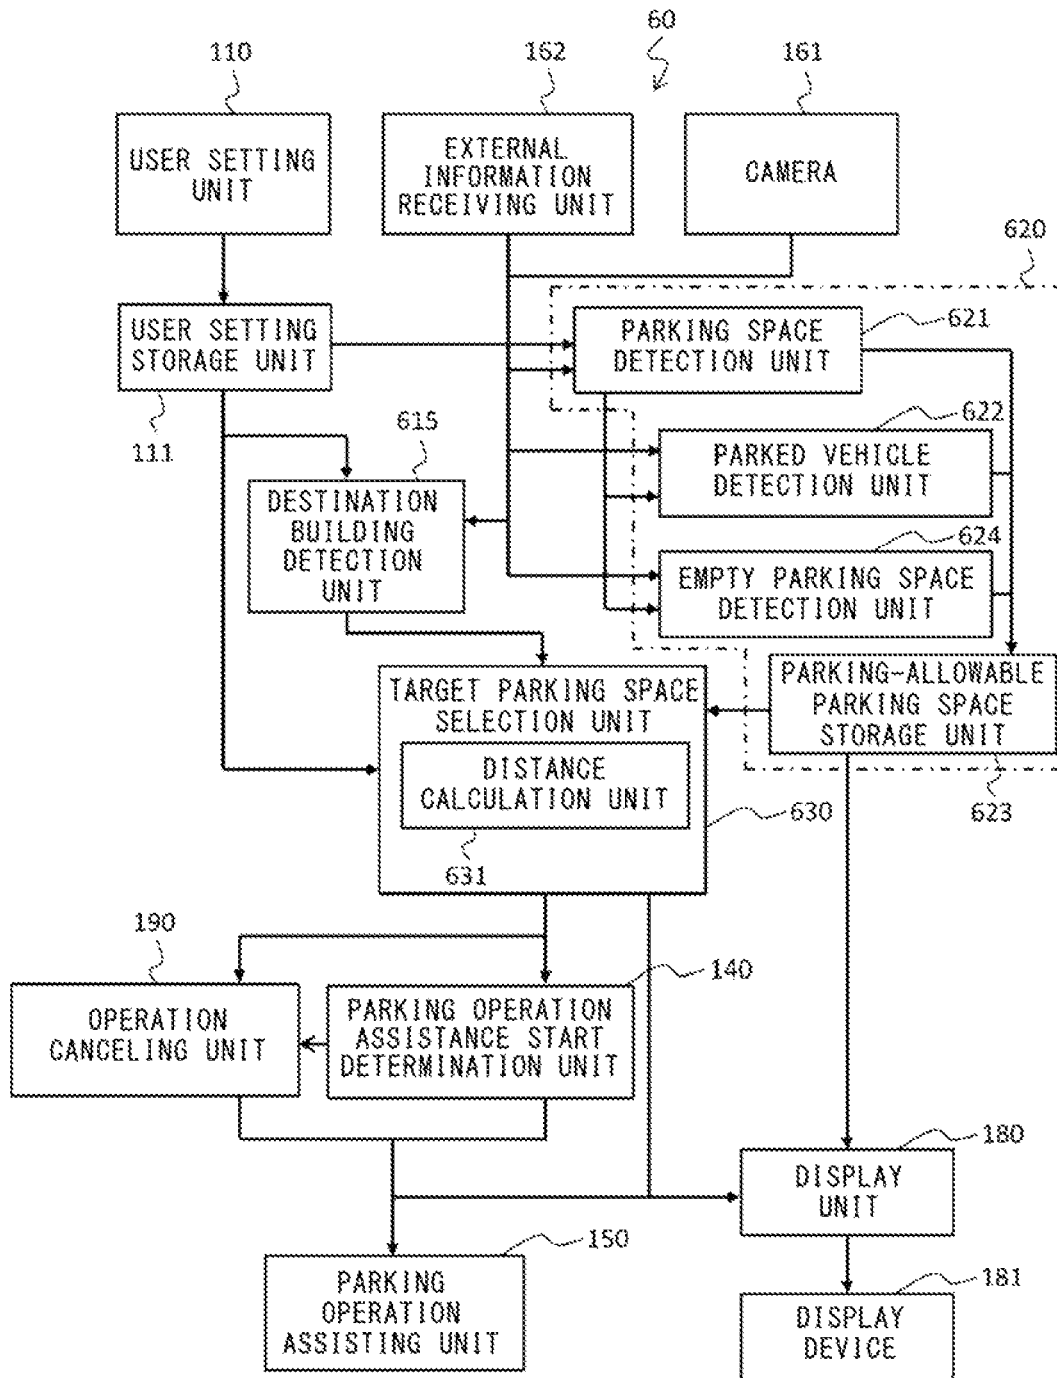 60
110
162
161
USER SETTING
UNIT
EXTERNAL
INFORMATION
RECEIVING UNIT
CAMERA
620
USER SETTING
STORAGE UNIT
PARKING SPACE
DETECTION UNIT
621
111
615
622
DESTINATION
BUILDING
DETECTION
UNIT
PARKED VEHICLE
DETECTION UNIT
624
EMPTY PARKING SPACE
DETECTION UNIT
TARGET PARKING SPACE
SELECTION UNIT
PARKING-ALLOWABLE
PARKING SPACE
STORAGE UNIT
DISTANCE
CALCULATION UNIT
630
623
631
190
140
OPERATION
CANCELING UNIT
PARKING OPERATION
ASSISTANCE START
DETERMINATION UNIT
180
DISPLAY
UNIT
150
181
PARKING
OPERATION
ASSISTING UNIT
DISPLAY
DEVICE